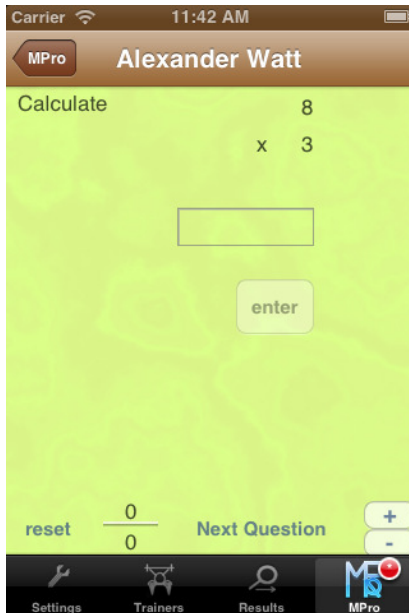 Carrier 11:42 AM
MPro Alexander Watt
Calculate 8
x 3
enter
0
reset Next Question +
0 -
Settings Trainers Results MPro